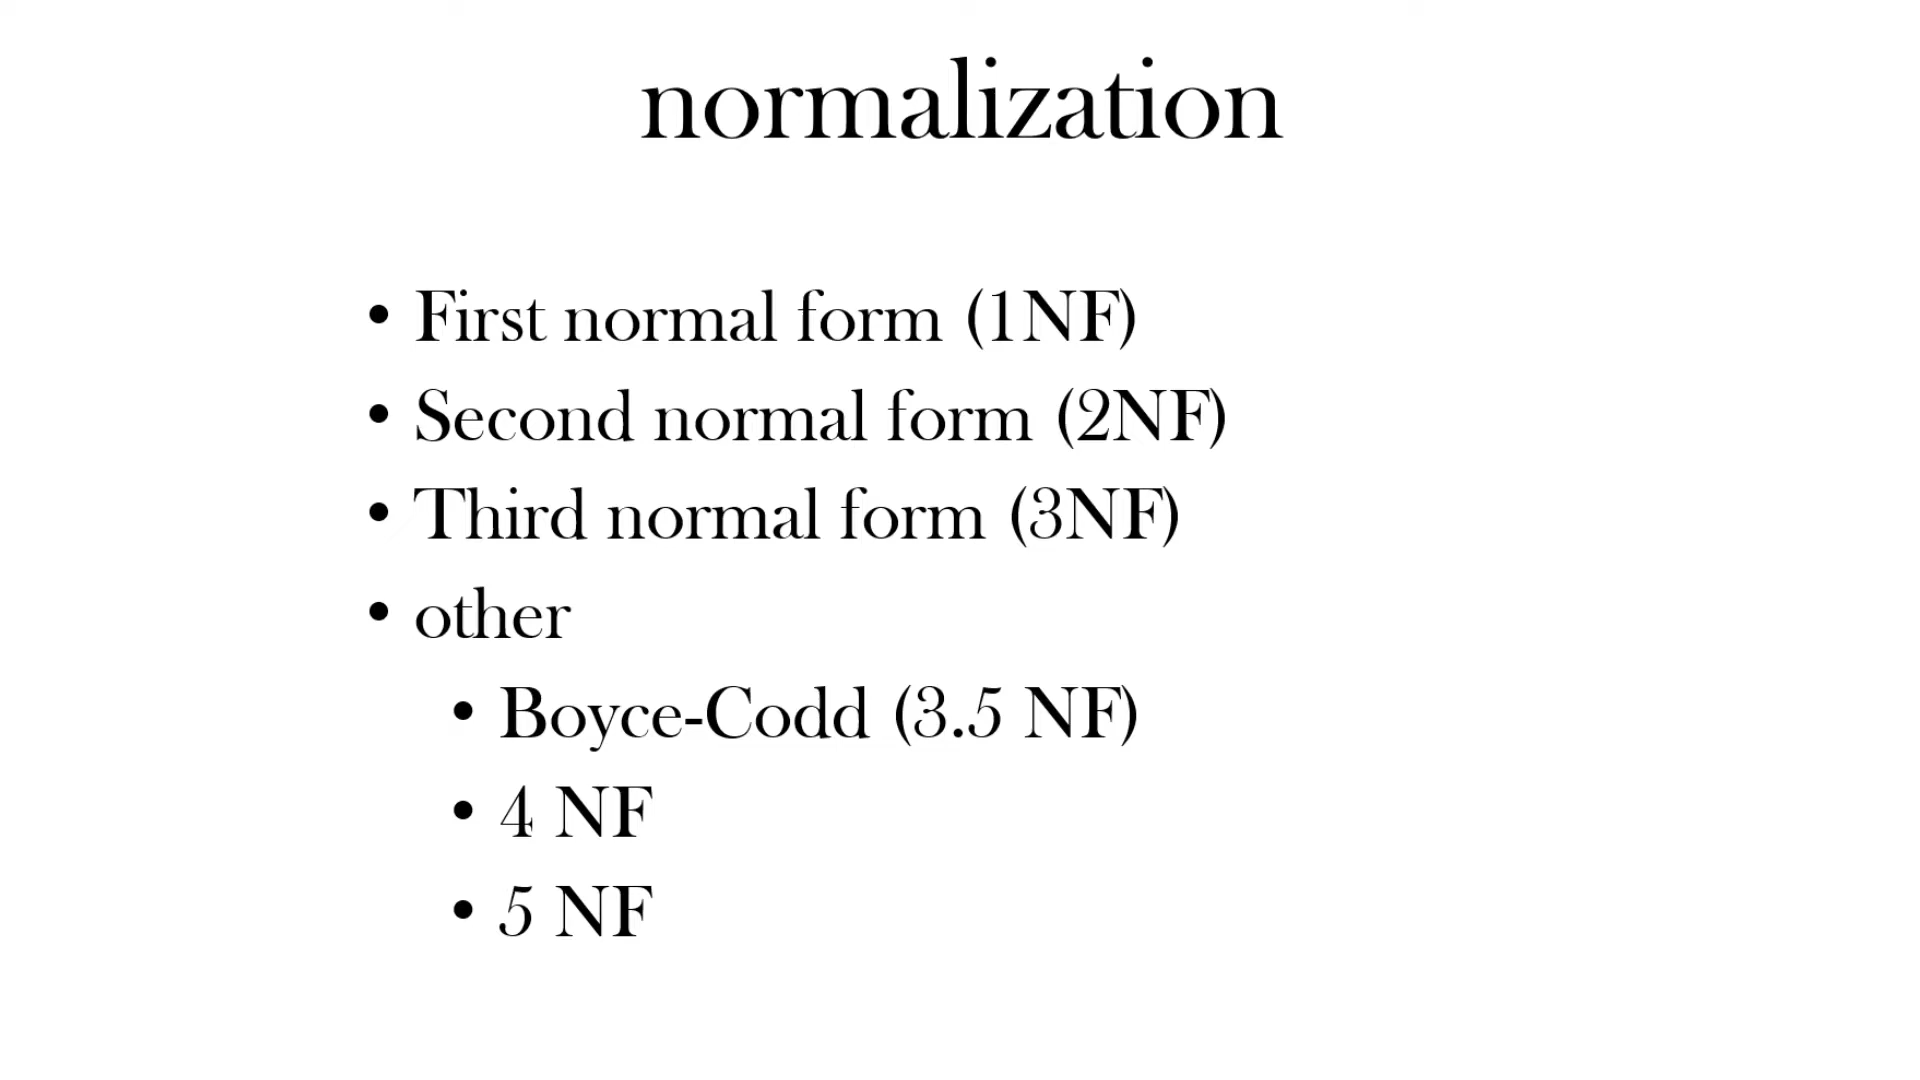 normalization
• First normal form (1NF)
• Second normal form (2NF)
• Third normal form (3NF)
• other
• Boyce-Codd (3.5 NF)
• 4 NF
• 5 NF